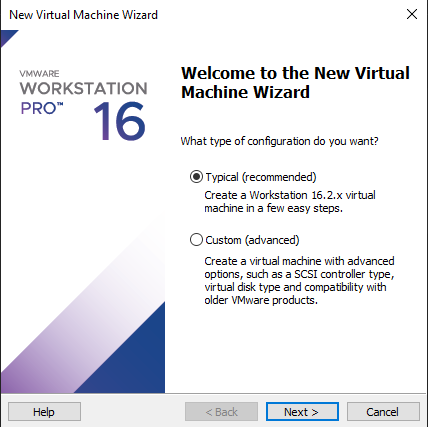 New Virtual Machine Wizard
VMWARE
WORKSTATION
PRO™ 16
Welcome to the New Virtual
Machine Wizard
What type of configuration do you want?
Typical (recommended)
Create a Workstation 16.2.x virtual
machine in a few easy steps.
Custom (advanced)
Create a virtual machine with advanced
options, such as a SCSI controller type,
virtual disk type and compatibility with
older VMware products.
Help
< Back
Next >
Cancel